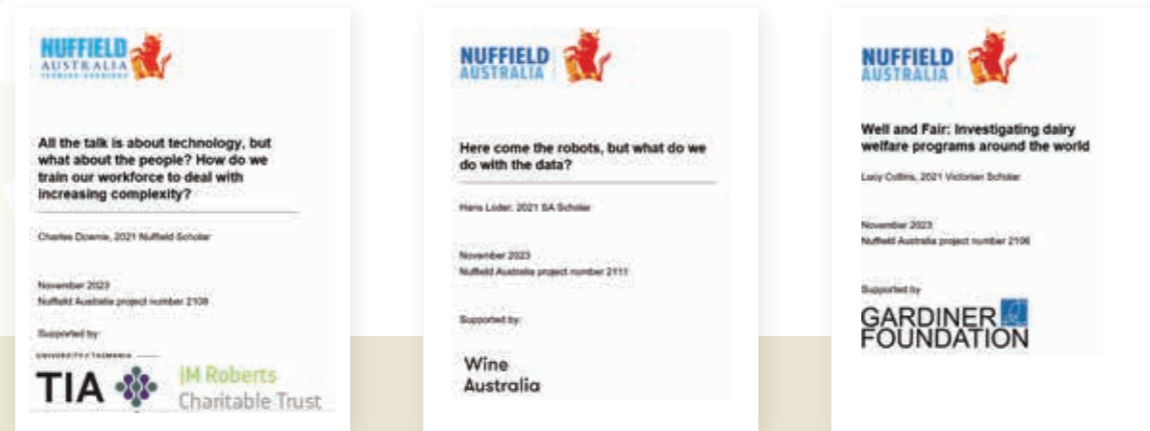 NUFFIELD
AUSTRALIA
FARMING SCHOLARS
All the talk is about technology, but
what about the people? How do we
train our workforce to deal with
increasing complexity?
Charles Downie, 2021 Nuffield Scholar
November 2023
Nuffield Australia project number 2108
Supported by:
UNIVERSITY of TASMANIA
TIA
JM Roberts
Charitable Trust
NUFFIELD
AUSTRALIA
Here come the robots, but what do we
do with the data?
Hans Loder, 2021 SA Scholar
November 2023
Nuffield Australia project number 2111
Supported by:
Wine
Australia
NUFFIELD
AUSTRALIA
Well and Fair: Investigating dairy
welfare programs around the world
Lucy Collins, 2021 Victorian Scholar
November 2023
Nuffield Australia project number 2106
Supported by
GARDINER
FOUNDATION